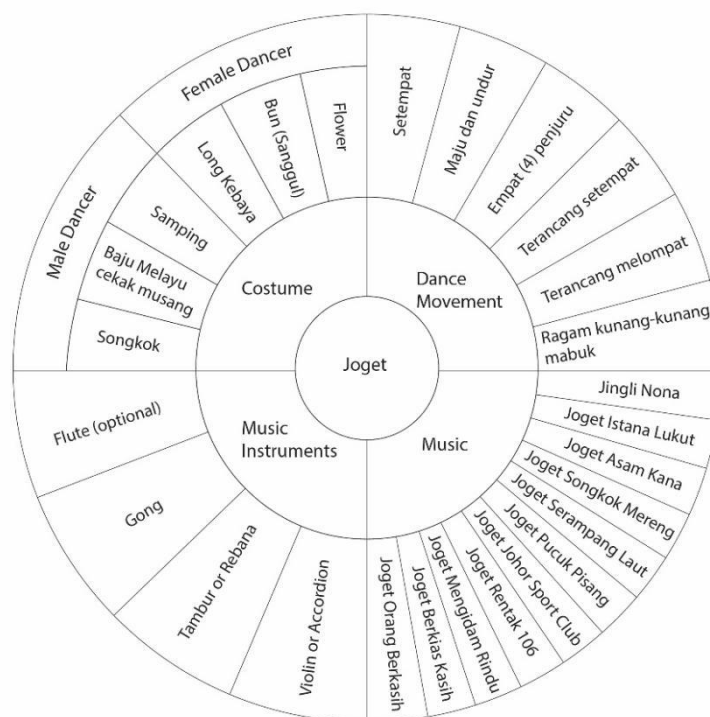 Joget
Costume
Female Dancer
Flower
Bun (Sanggul)
Long Kebaya
Male Dancer
Samping
Baju Melayu
cekak musang
Songkok
Dance
Movement
Setempat
Maju dan undur
Empat (4) penjuru
Terancang setempat
Terancang melompat
Ragam kunang-kunang
mabuk
Music
Jingli Nona
Joget Istana Lukut
Joget Asam Kana
Joget Songkok Mereng
Joget Serampang Laut
Joget Pucuk Pisang
Joget Johor Sport Club
Joget Rentak 106
Joget Mengidam Rindu
Joget Berkias Kasih
Joget Orang Berkasih
Music
Instruments
Violin or Accordion
Tambur or Rebana
Gong
Flute (optional)